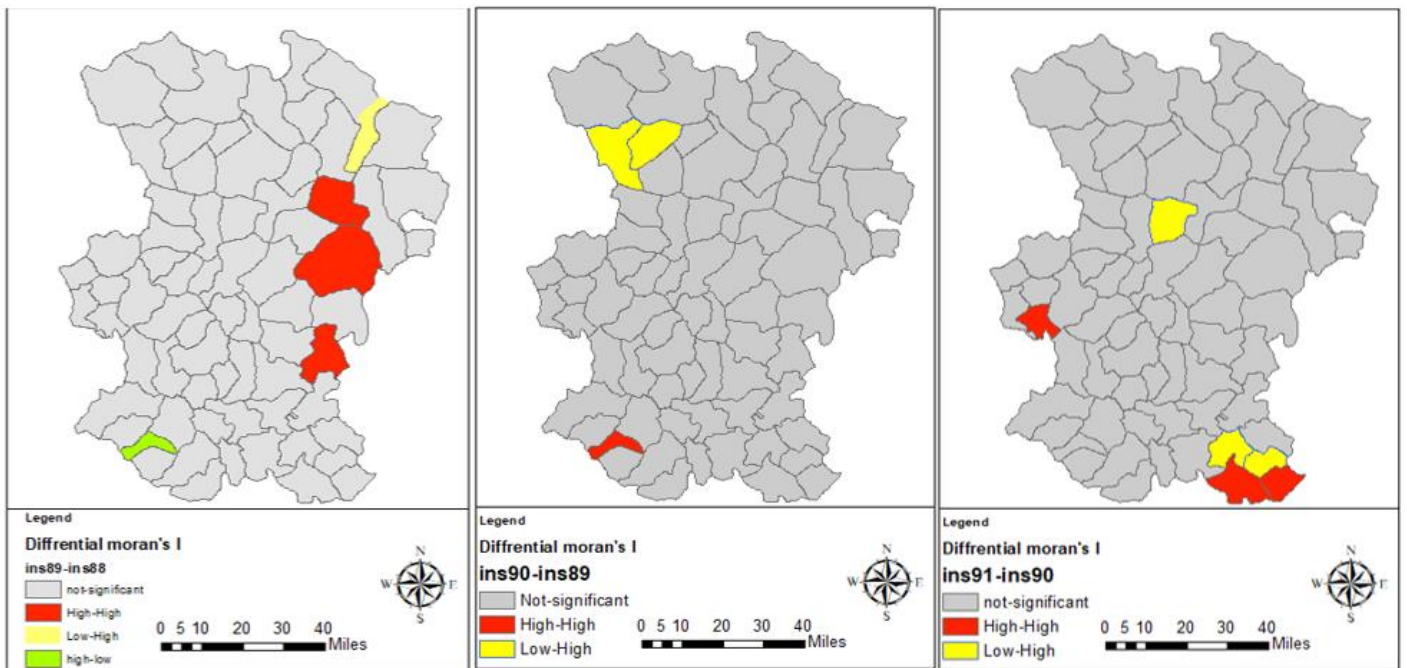 Legend
Diffrential moran's I
ins89-ins88
not-significant
High-High
Low-High
high-low
N
W
E
S
0 5 10 20 30 40
Miles
Legend
Diffrential moran's I
ins90-ins89
Not-significant
High-High
Low-High
N
W
E
S
0 5 10 20 30 40
Miles
Legend
Diffrential moran's I
ins91-ins90
not-significant
High-High
Low-High
N
W
E
S
0 5 10 20 30 40
Miles